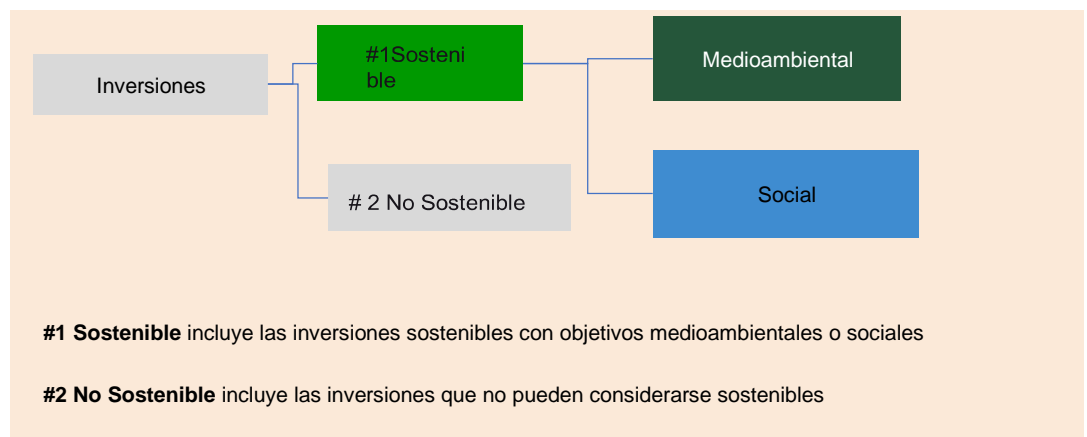 #1Sosteni
ble
Medioambiental
Inversiones
# 2 No Sostenible
Social
#1 Sostenible incluye las inversiones sostenibles con objetivos medioambientales o sociales
#2 No Sostenible incluye las inversiones que no pueden considerarse sostenibles